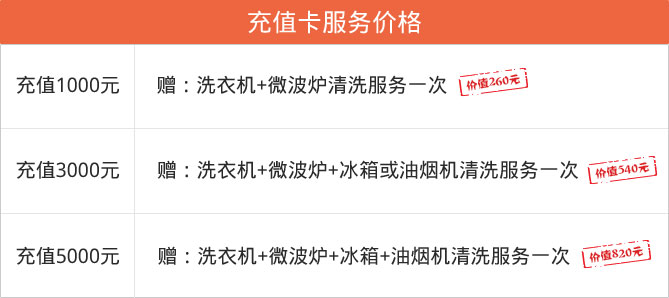 充值卡服务价格
充值1000元 赠：洗衣机+微波炉清洗服务一次 价值260元
充值3000元 赠：洗衣机+微波炉+冰箱或油烟机清洗服务一次 价值540元
充值5000元 赠：洗衣机+微波炉+冰箱+油烟机清洗服务一次 价值820元